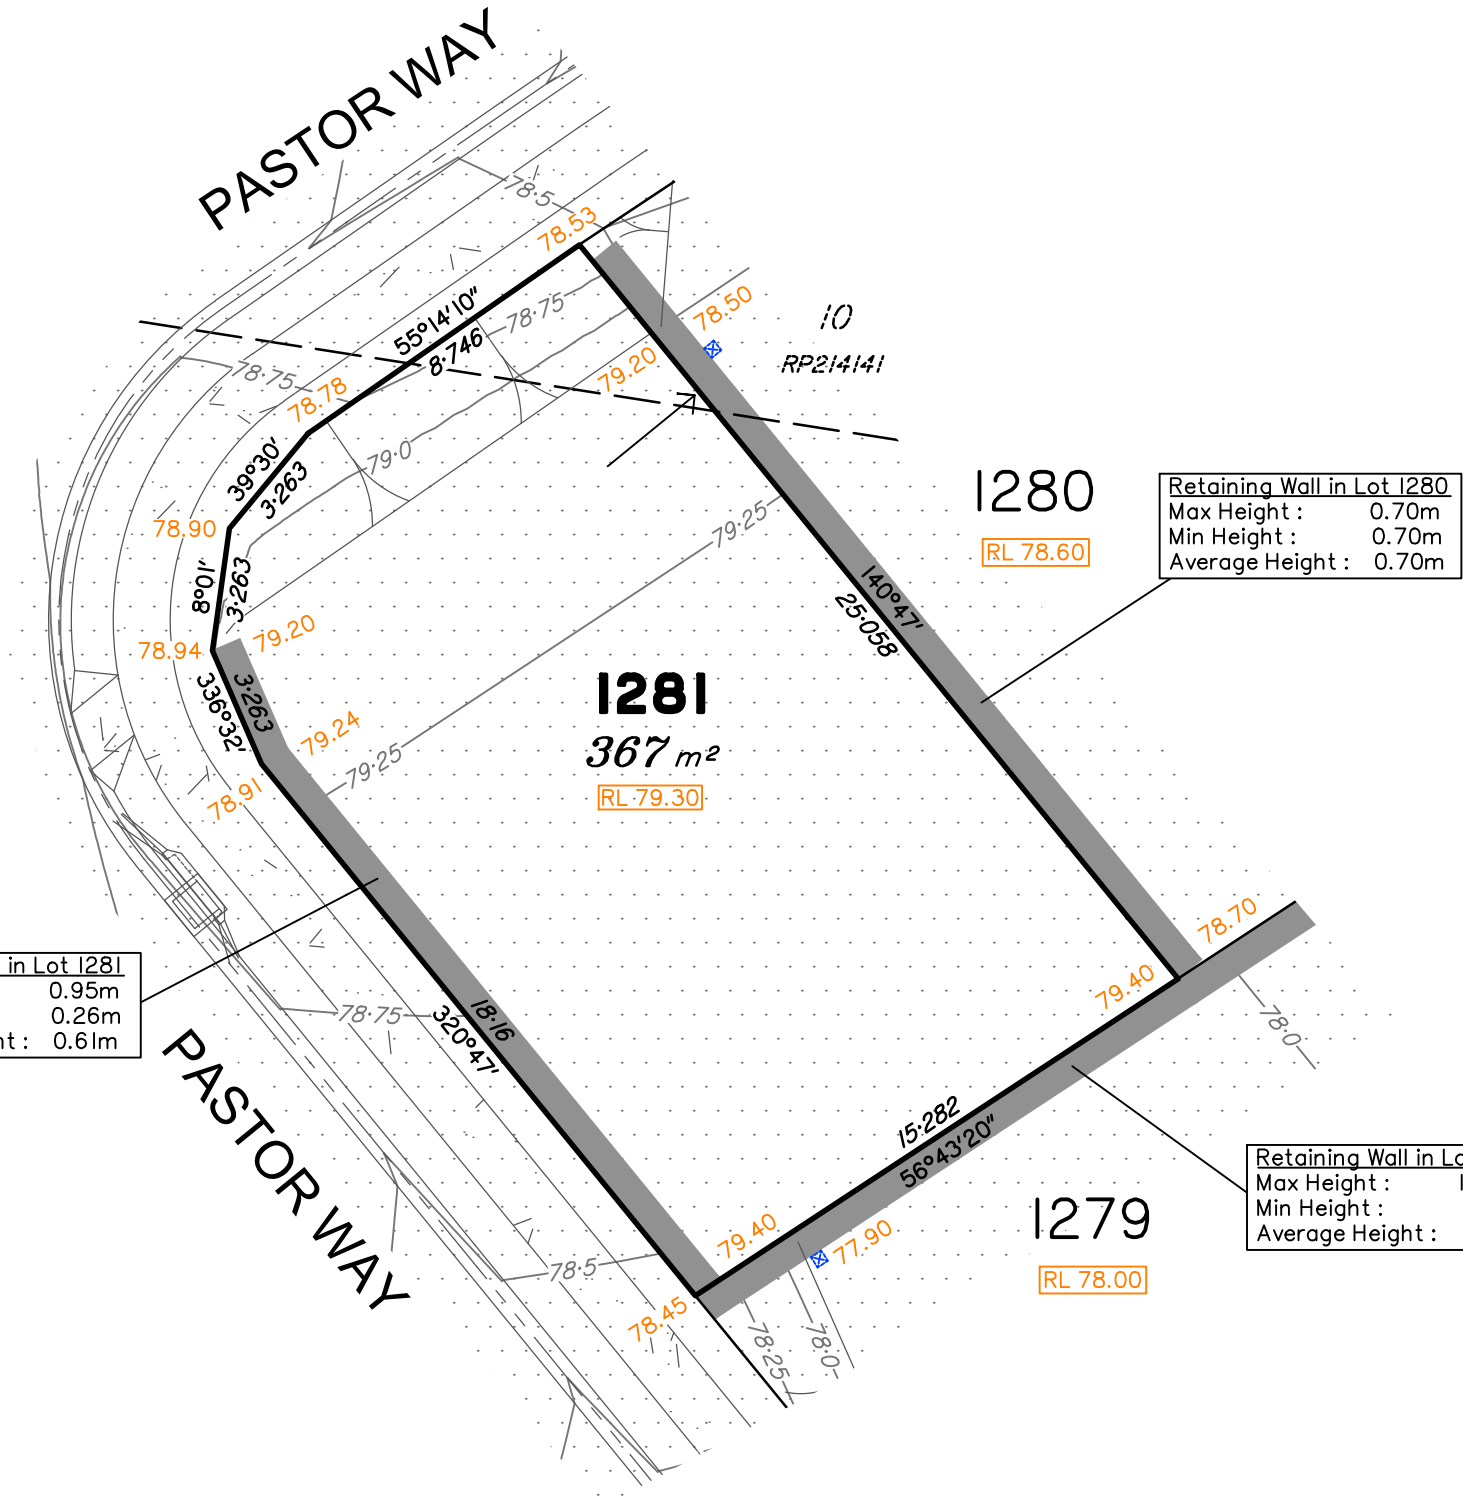 PASTOR WAY
78·5
78.53
78·75
78.50
10
RP214141
55°14'10"
8·746
78·75
78.78
79.20
79·0
39°30'
3·263
78.90
79·25
1280
RL 78.60
Retaining Wall in Lot 1280
Max Height : 0.70m
Min Height : 0.70m
Average Height : 0.70m
8°01'
3·263
140°47'
25·058
79.20
78.94
336°32'
3·263
1281
367 m²
RL 79.30
79.24
79·25
78.91
in Lot 1281
0.95m
0.26m
nt : 0.61m
78·75
18·16
320°47'
78.70
79.40
78·0
PASTOR WAY
15·282
56°43'20"
Retaining Wall in Lo
Max Height : 1
Min Height :
Average Height :
1279
RL 78.00
79.40
77.90
78·5
78.45
78·25
78·0